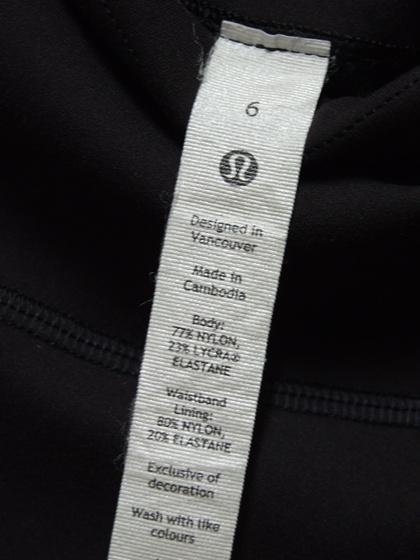 6
Designed in
Vancouver
Made in
Cambodia
Body:
77% NYLON,
23% LYCRA®
ELASTANE
Waistband
Lining:
80% NYLON,
20% ELASTANE
Exclusive of
decoration
Wash with like
colours